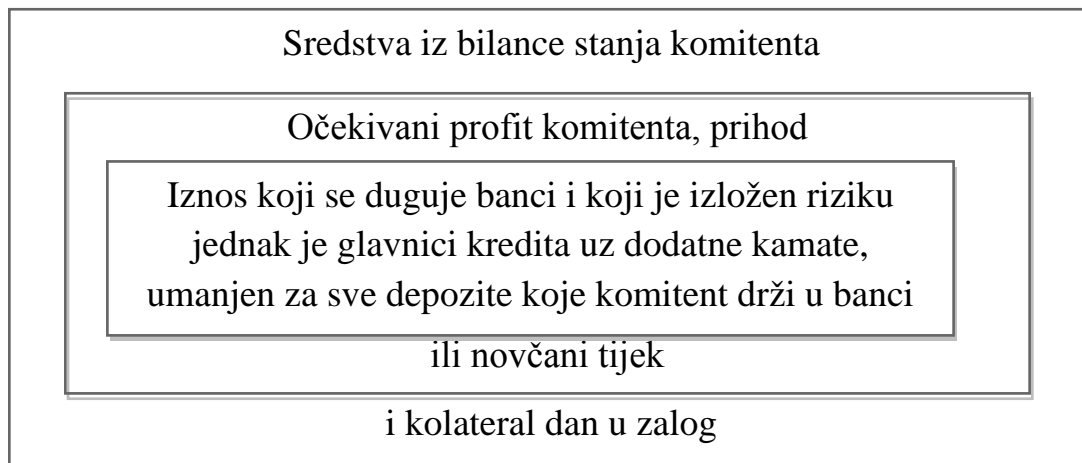 Sredstva iz bilance stanja komitenta
Očekivani profit komitenta, prihod
Iznos koji se duguje banci i koji je izložen riziku
jednak je glavnici kredita uz dodatne kamate,
umanjen za sve depozite koje komitent drži u banci
ili novčani tijek
i kolateral dan u zalog